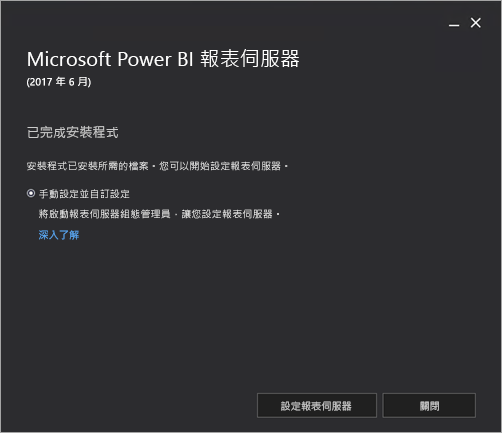 Microsoft Power BI 報表伺服器
(2017 年 6 月)
已完成安裝程式
安裝程式已安裝所需的檔案。您可以開始設定報表伺服器。
手動設定並自訂設定
將啟動報表伺服器組態管理員，讓您設定報表伺服器。
深入了解
設定報表伺服器
關閉